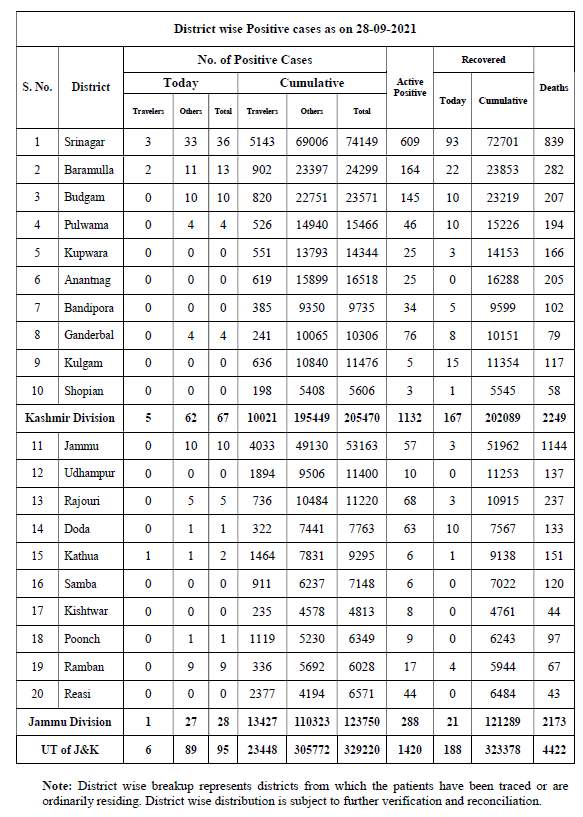 District wise Positive cases as on 28-09-2021
S. No. District No. of Positive Cases Active Positive Recovered Deaths
Today Cumulative Today Cumulative
Travelers Others Total Travelers Others Total
1 Srinagar 3 33 36 5143 69006 74149 609 93 72701 839
2 Baramulla 2 11 13 902 23397 24299 164 22 23853 282
3 Budgam 0 10 10 820 22751 23571 145 10 23219 207
4 Pulwama 0 4 4 526 14940 15466 46 10 15226 194
5 Kupwara 0 0 0 551 13793 14344 25 3 14153 166
6 Anantnag 0 0 0 619 15899 16518 25 0 16288 205
7 Bandipora 0 0 0 385 9350 9735 34 5 9599 102
8 Ganderbal 0 4 4 241 10065 10306 76 8 10151 79
9 Kulgam 0 0 0 636 10840 11476 5 15 11354 117
10 Shopian 0 0 0 198 5408 5606 3 1 5545 58
Kashmir Division 5 62 67 10021 195449 205470 1132 167 202089 2249
11 Jammu 0 10 10 4033 49130 53163 57 3 51962 1144
12 Udhampur 0 0 0 1894 9506 11400 10 0 11253 137
13 Rajouri 0 5 5 736 10484 11220 68 3 10915 237
14 Doda 0 1 1 322 7441 7763 63 10 7567 133
15 Kathua 1 1 2 1464 7831 9295 6 1 9138 151
16 Samba 0 0 0 911 6237 7148 6 0 7022 120
17 Kishtwar 0 0 0 235 4578 4813 8 0 4761 44
18 Poonch 0 1 1 1119 5230 6349 9 0 6243 97
19 Ramban 0 9 9 336 5692 6028 17 4 5944 67
20 Reasi 0 0 0 2377 4194 6571 44 0 6484 43
Jammu Division 1 27 28 13427 110323 123750 288 21 121289 2173
UT of J&K 6 89 95 23448 305772 329220 1420 188 323378 4422
Note: District wise breakup represents districts from which the patients have been traced or are
ordinarily residing. District wise distribution is subject to further verification and reconciliation.